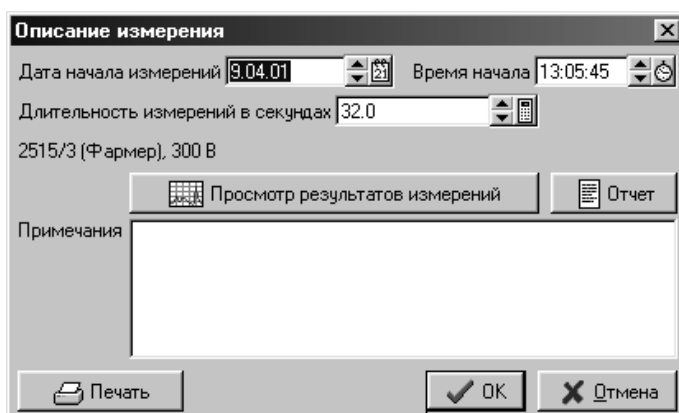 Описание измерения
Дата начала измерений 9.04.01 21 Время начала 13:05:45
Длительность измерений в секундах 32.0
2515/3 (Фармер), 300 В
Просмотр результатов измерений Отчет
Примечания
Печать OK Отмена